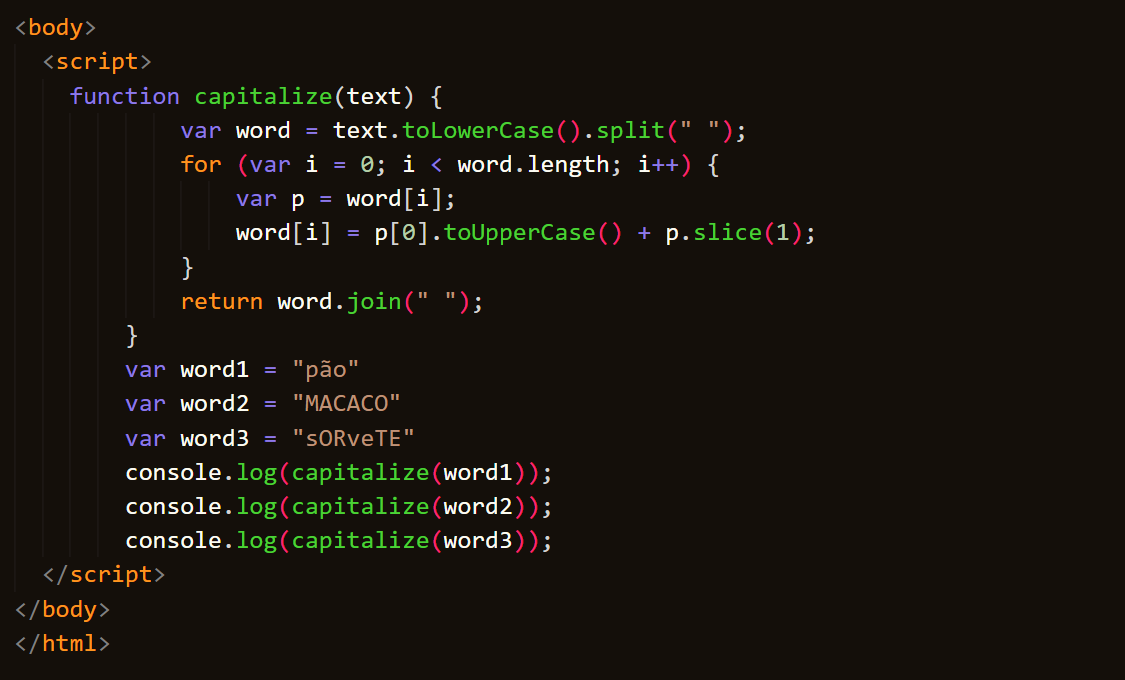 <body>
<script>
function capitalize(text) {
var word = text.toLowerCase().split(" ");
for (var i = 0; i < word.length; i++) {
var p = word[i];
word[i] = p[0].toUpperCase() + p.slice(1);
}
return word.join(" ");
}
var word1 = "pão"
var word2 = "MACACO"
var word3 = "sORveTE"
console.log(capitalize(word1));
console.log(capitalize(word2));
console.log(capitalize(word3));
</script>
</body>
</html>